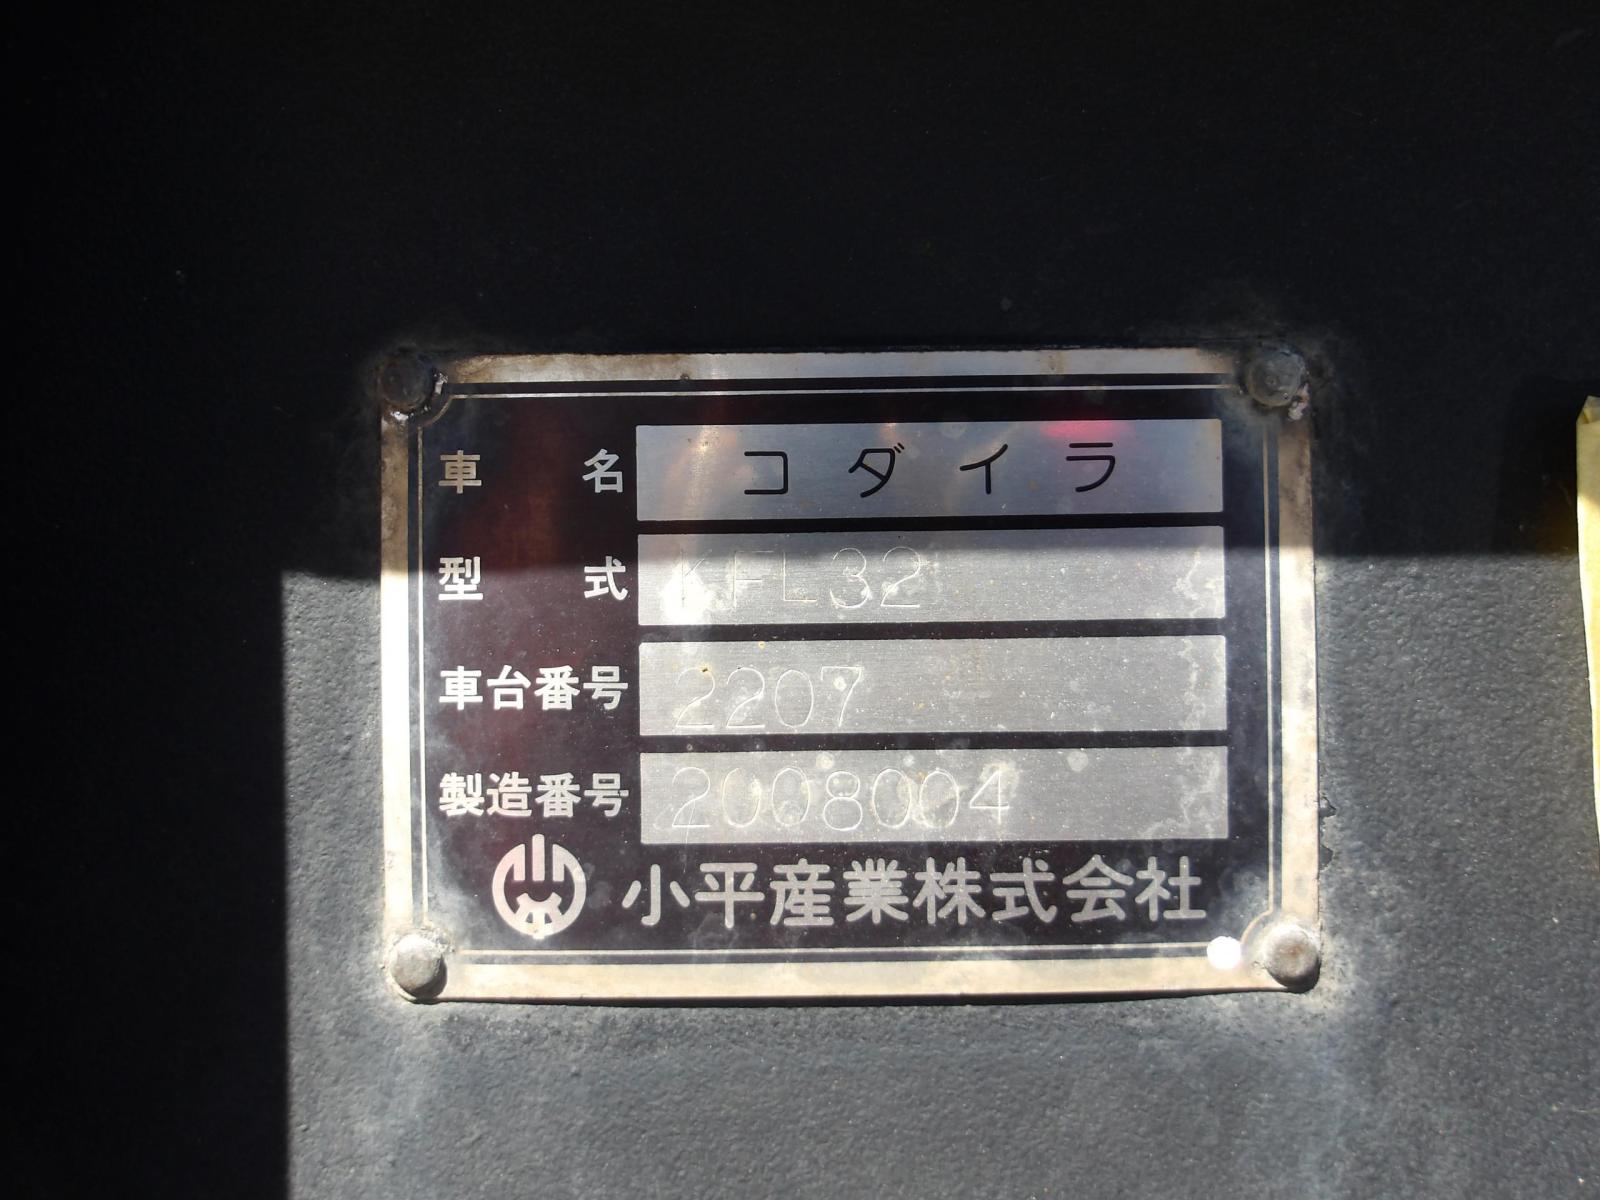 車名 コダイラ
型式 KFL32
車台番号 2207
製造番号 2008004
小平産業株式会社